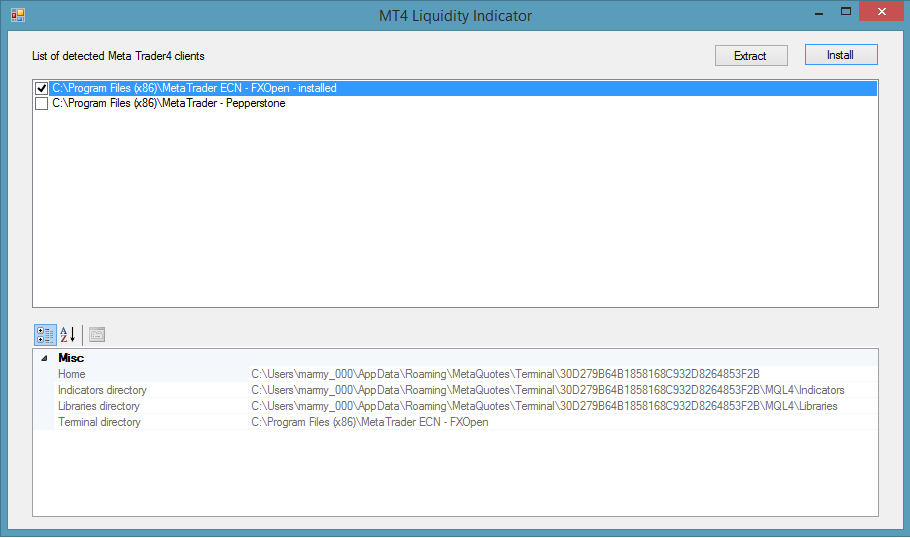 MT4 Liquidity Indicator
List of detected Meta Trader4 clients
Extract
Install
C:\Program Files (x86)\MetaTrader ECN - FXOpen - installed
C:\Program Files (x86)\MetaTrader - Pepperstone
A
Z
Misc
Home C:\Users\marmy_000\AppData\Roaming\MetaQuotes\Terminal\30D279B64B1858168C932D8264853F2B
Indicators directory C:\Users\marmy_000\AppData\Roaming\MetaQuotes\Terminal\30D279B64B1858168C932D8264853F2B\MQL4\Indicators
Libraries directory C:\Users\marmy_000\AppData\Roaming\MetaQuotes\Terminal\30D279B64B1858168C932D8264853F2B\MQL4\Libraries
Terminal directory C:\Program Files (x86)\MetaTrader ECN - FXOpen